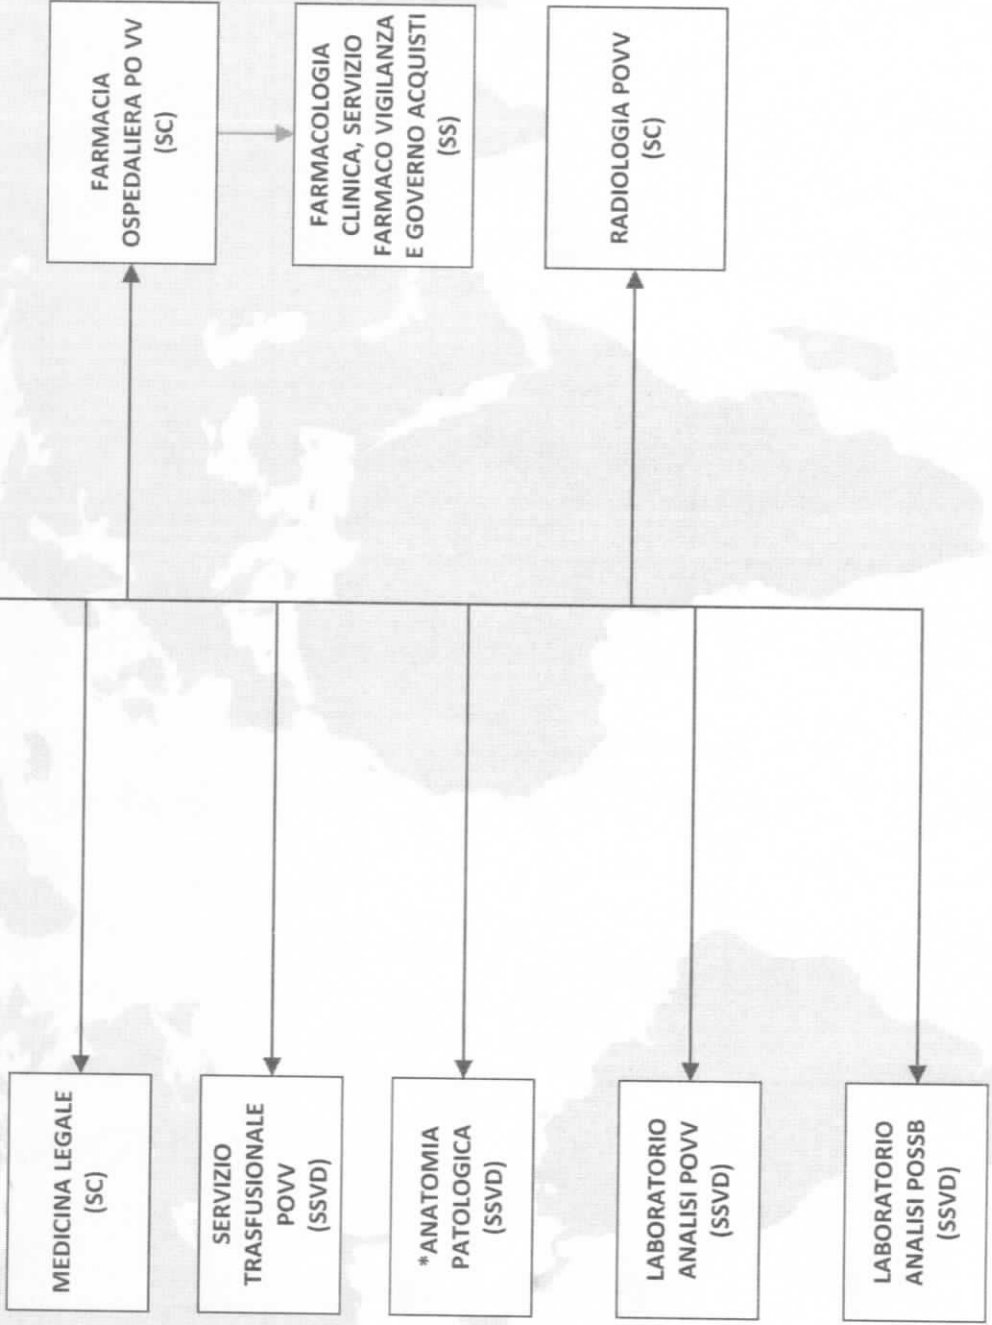 FARMACIA
OSPEDALIERA PO VV
(SC)
FARMACOLOGIA
CLINICA, SERVIZIO
FARMACO VIGILANZA
E GOVERNO ACQUISTI
(SS)
RADIOLOGIA POVV
(SC)
MEDICINA LEGALE
(SC)
SERVIZIO
TRASFUSIONALE
POVV
(SSVD)
*ANATOMIA
PATOLOGICA
(SSVD)
LABORATORIO
ANALISI POVV
(SSVD)
LABORATORIO
ANALISI POSSB
(SSVD)